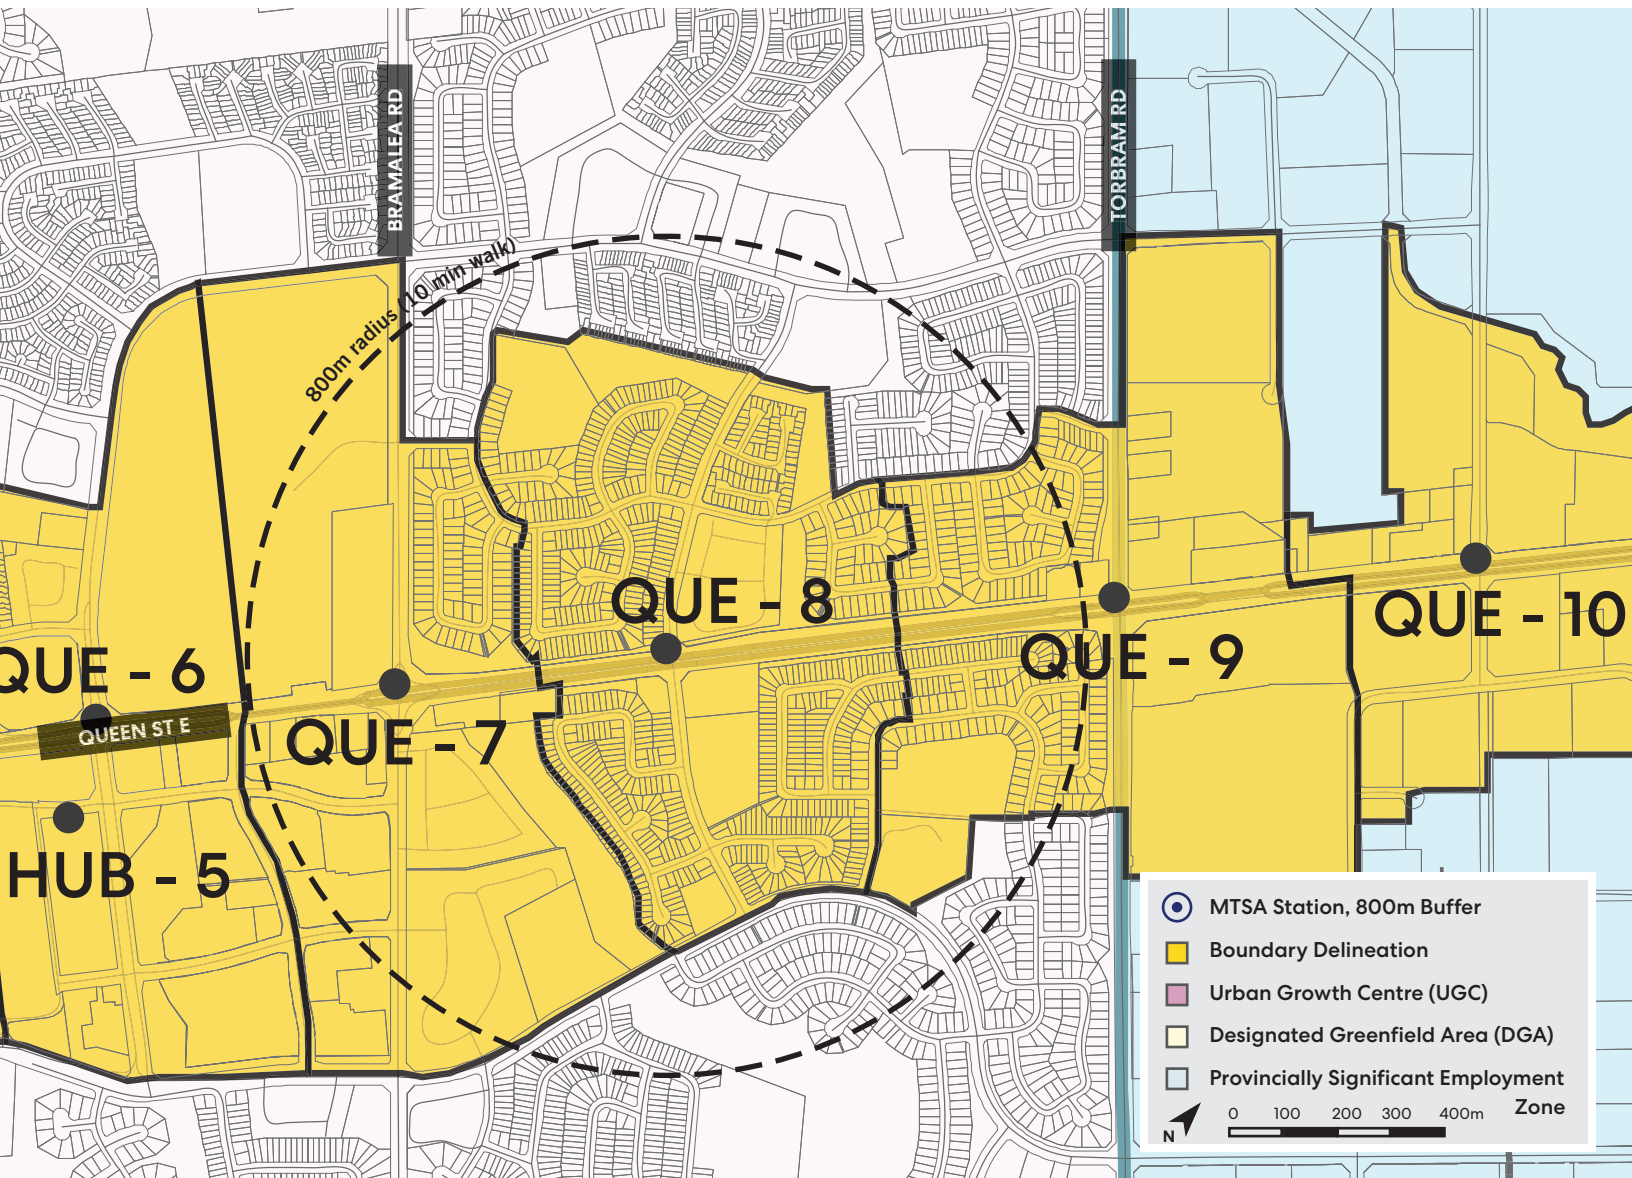 BRAMALEA RD
TORBRAM RD
800m radius (10 min walk)
QUE - 8
QUE - 10
QUE - 9
QUE - 6
QUEEN ST E
QUE - 7
HUB - 5
MTSA Station, 800m Buffer
Boundary Delineation
Urban Growth Centre (UGC)
Designated Greenfield Area (DGA)
Provincially Significant Employment
Zone
0 100 200 300 400m
N